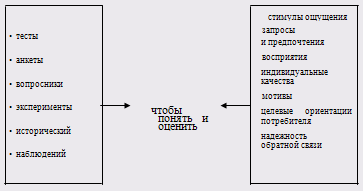 • тесты
• анкеты
• вопросники
• эксперименты
• исторический
• наблюдений
чтобы
понять и
оценить
стимулы ощущения
запросы
и предпочтения
восприятия
индивидуальные
качества
мотивы
целевые ориентации
потребителя
надежность
обратной связи